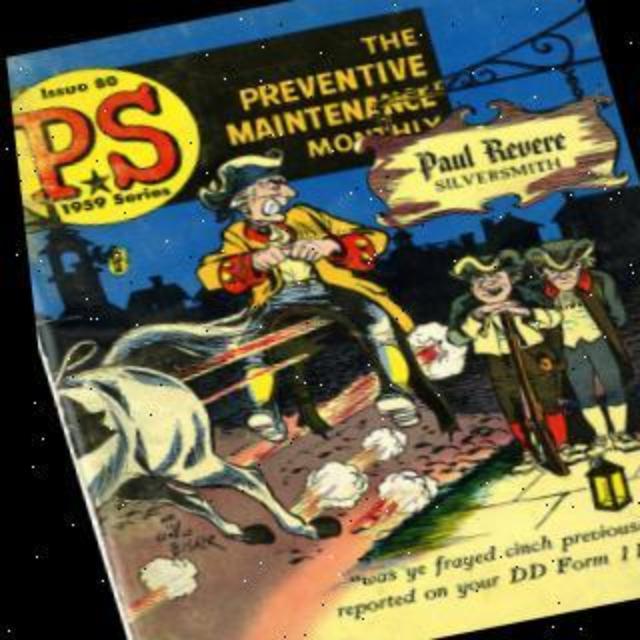 Issue 80
PS
1959 Series
THE
PREVENTIVE
MAINTENANCE
MONTHLY
Paul Revere
SILVERSMITH
"was ye frayed cinch previous
reported on your DD Form 11